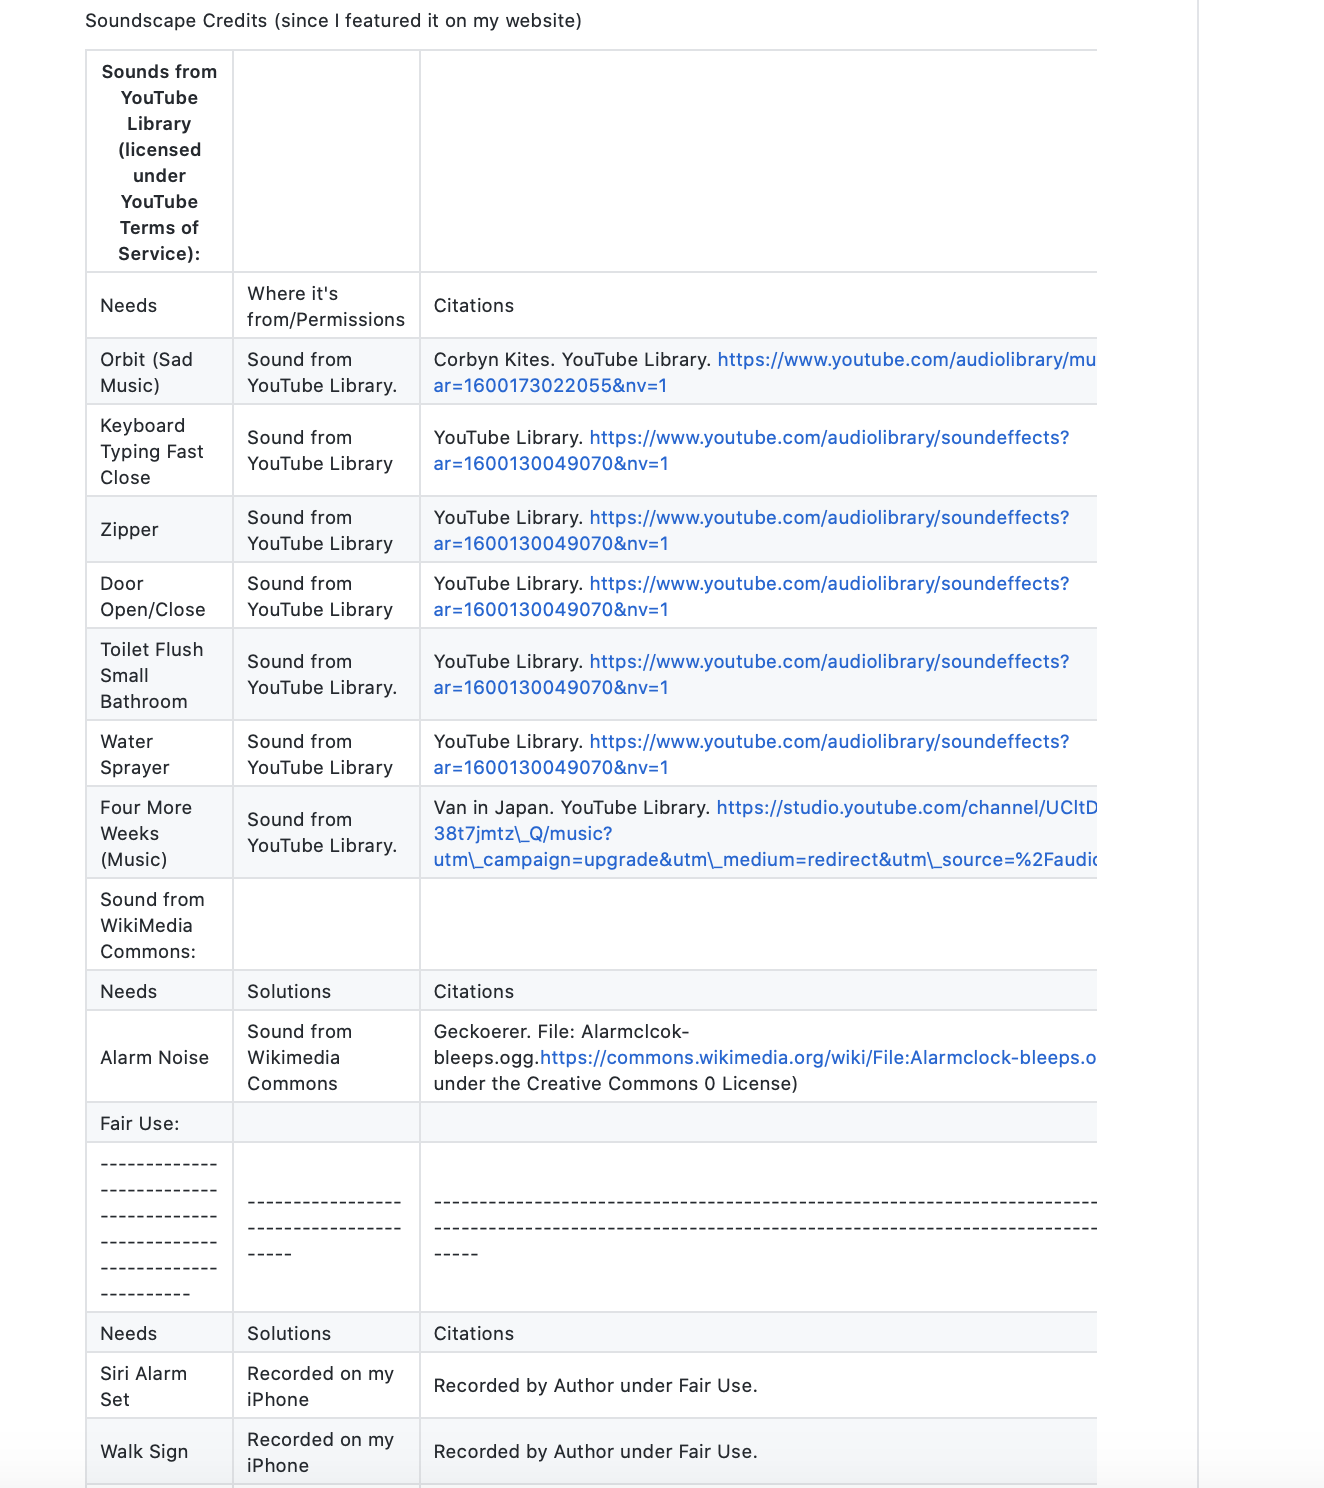 Soundscape Credits (since I featured it on my website)
Sounds from
YouTube
Library
(licensed
under
YouTube
Terms of
Service):
Needs
Where it's
from/Permissions
Citations
Orbit (Sad
Music)
Sound from
YouTube Library.
Corbyn Kites. YouTube Library. https://www.youtube.com/audiolibrary/mu
ar=1600173022055&nv=1
Keyboard
Typing Fast
Close
Sound from
YouTube Library
YouTube Library. https://www.youtube.com/audiolibrary/soundeffects?
ar=1600130049070&nv=1
Zipper
Sound from
YouTube Library
YouTube Library. https://www.youtube.com/audiolibrary/soundeffects?
ar=1600130049070&nv=1
Door
Open/Close
Sound from
YouTube Library
YouTube Library. https://www.youtube.com/audiolibrary/soundeffects?
ar=1600130049070&nv=1
Toilet Flush
Small
Bathroom
Sound from
YouTube Library.
YouTube Library. https://www.youtube.com/audiolibrary/soundeffects?
ar=1600130049070&nv=1
Water
Sprayer
Sound from
YouTube Library
YouTube Library. https://www.youtube.com/audiolibrary/soundeffects?
ar=1600130049070&nv=1
Four More
Weeks
(Music)
Sound from
YouTube Library.
Van in Japan. YouTube Library. https://studio.youtube.com/channel/UCltD
38t7jmtz\_Q/music?
utm\_campaign=upgrade&utm\_medium=redirect&utm\_source=%2Faudio
Sound from
WikiMedia
Commons:
Needs
Solutions
Citations
Alarm Noise
Sound from
Wikimedia
Commons
Geckoerer. File: Alarmclcok-
bleeps.ogg.https://commons.wikimedia.org/wiki/File:Alarmclock-bleeps.o
under the Creative Commons 0 License)
Fair Use:
-------------
-------------
-------------
-------------
-------------
----------
-----------------
-----------------
-----
-------------------------------------------------------------------------
-------------------------------------------------------------------------
-----
Needs
Solutions
Citations
Siri Alarm
Set
Recorded on my
iPhone
Recorded by Author under Fair Use.
Walk Sign
Recorded on my
iPhone
Recorded by Author under Fair Use.